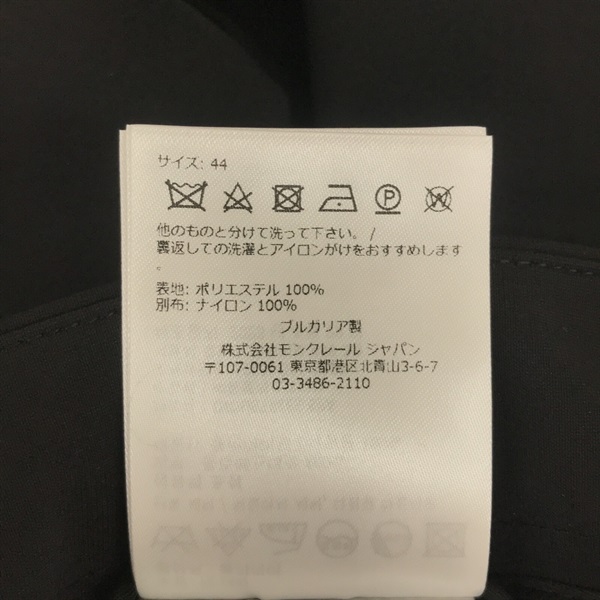 サイズ: 44
P
W
他のものと分けて洗って下さい。/
裏返しての洗濯とアイロンがけをおすすめします
。
表地: ポリエステル 100%
別布: ナイロン 100%
ブルガリア製
株式会社モンクレール ジャパン
〒107-0061 東京都港区北青山3-6-7
03-3486-2110